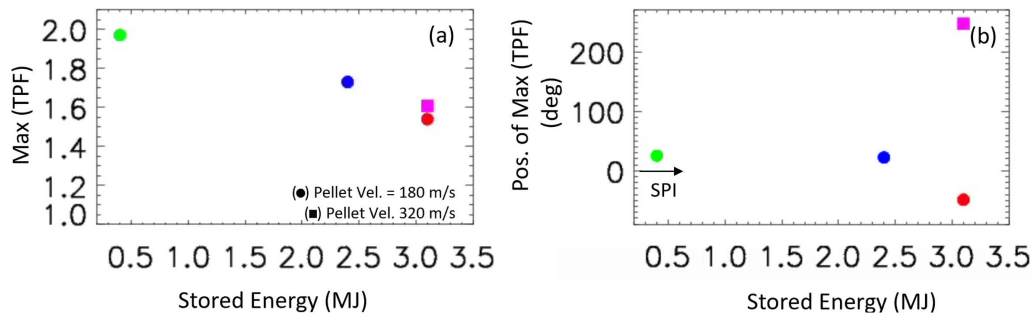 (a)
2.0
1.8
1.6
1.4
1.2
1.0
Max (TPF)
(●) Pellet Vel. = 180 m/s
(■) Pellet Vel. 320 m/s
0.5 1.0 1.5 2.0 2.5 3.0 3.5
Stored Energy (MJ)
(b)
200
100
0
Pos. of Max (TPF)
(deg)
SPI
0.5 1.0 1.5 2.0 2.5 3.0 3.5
Stored Energy (MJ)